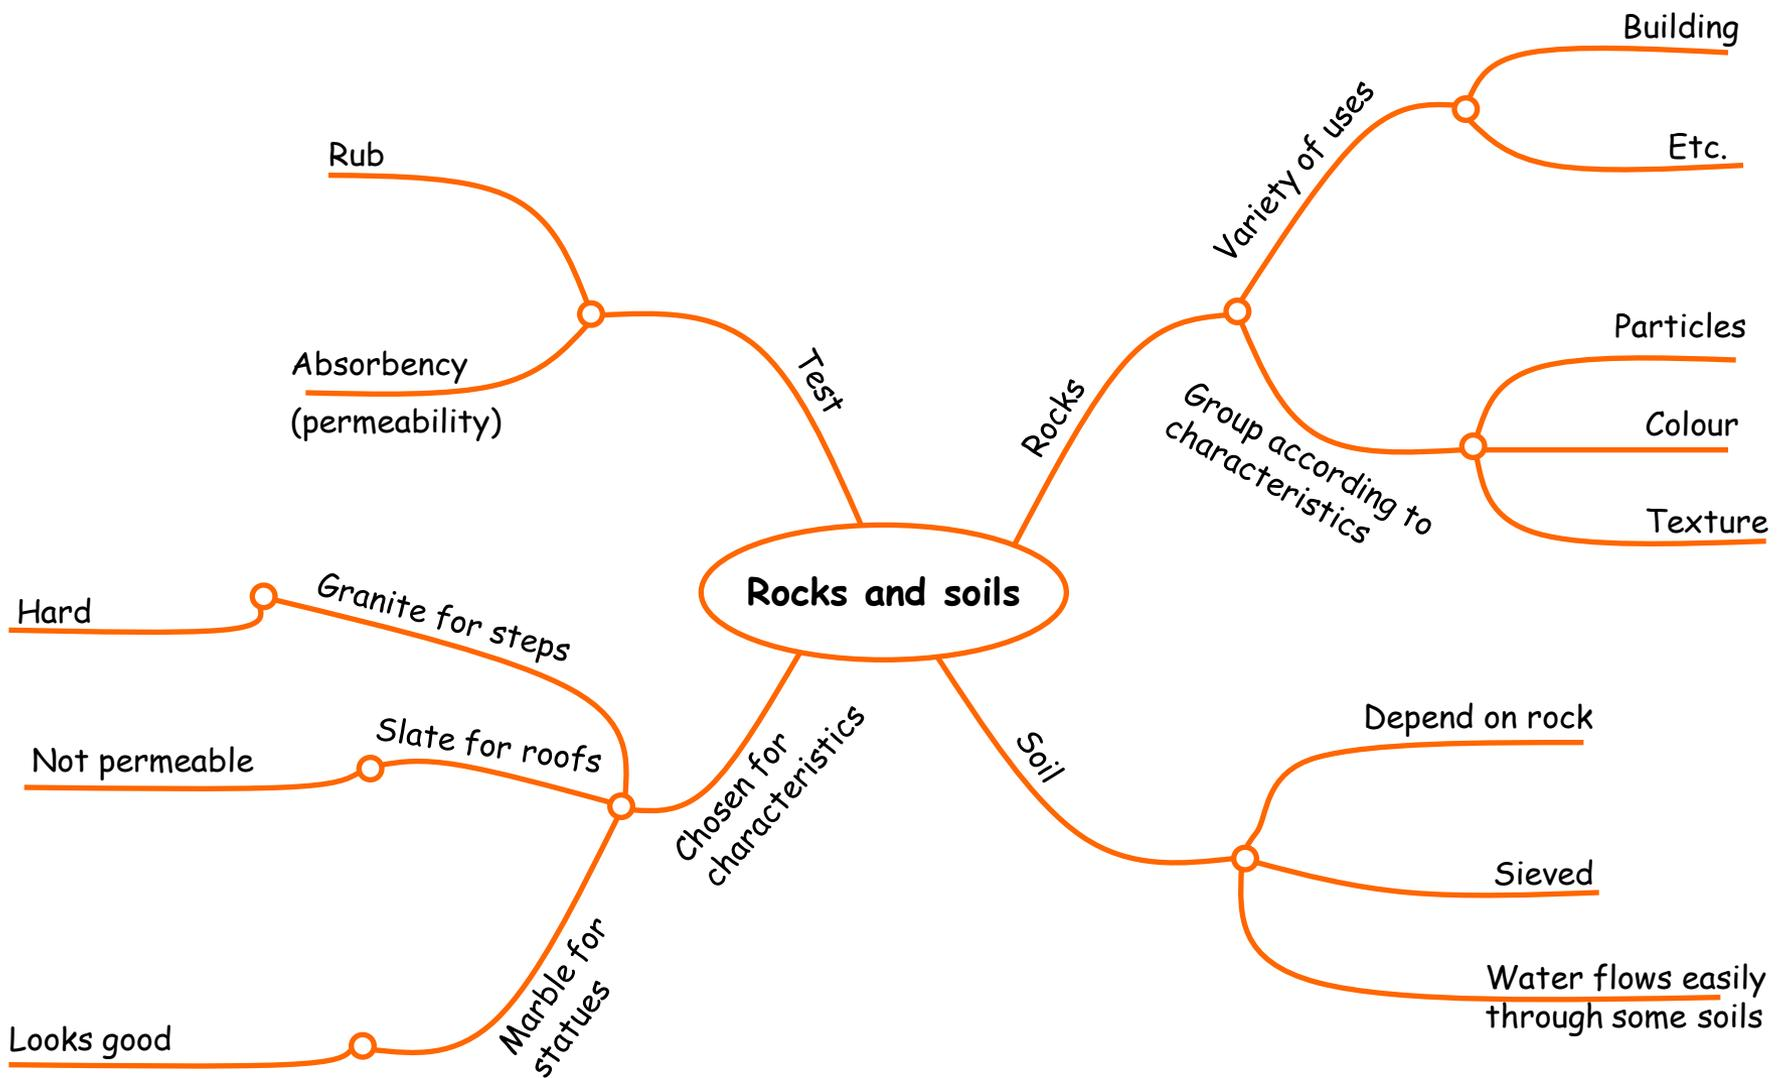 Rocks and soils
Test
Rub
Absorbency
(permeability)
Rocks
Variety of uses
Building
Etc.
Group according to
characteristics
Particles
Colour
Texture
Soil
Depend on rock
Sieved
Water flows easily
through some soils
Chosen for
characteristics
Granite for steps
Hard
Slate for roofs
Not permeable
Marble for
statues
Looks good